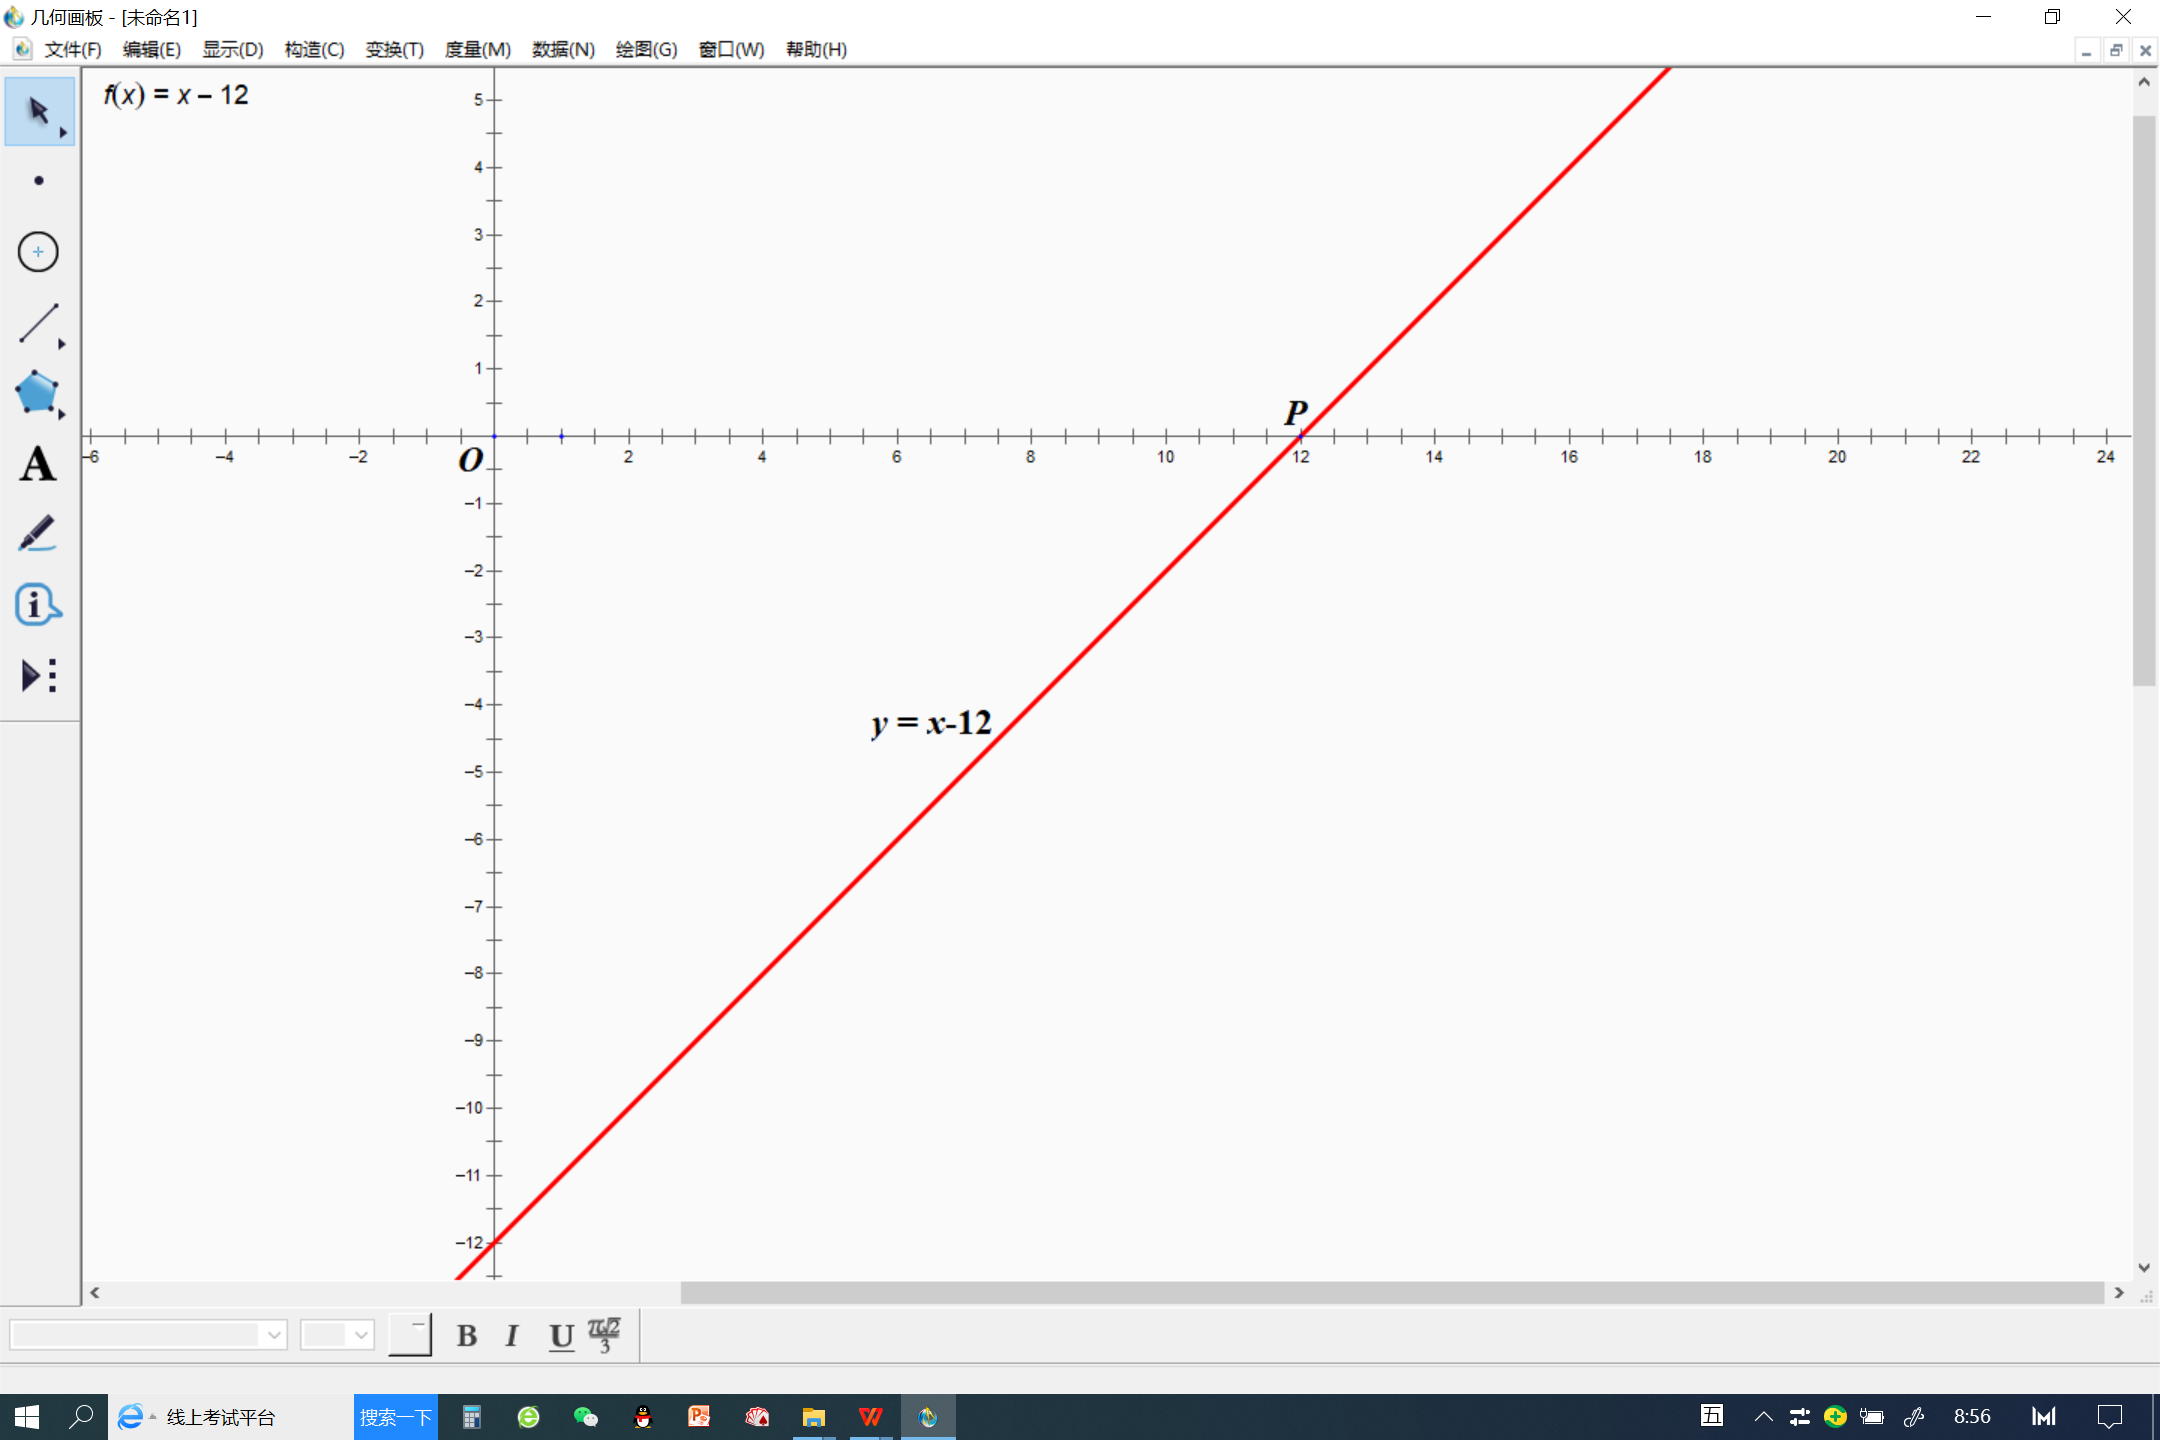 几何画板 - [未命名1]
文件(F) 编辑(E) 显示(D) 构造(C) 变换(T) 度量(M) 数据(N) 绘图(G) 窗口(W) 帮助(H)
f(x) = x – 12
5
4
3
2
1
P
–6 –4 –2 O 2 4 6 8 10 12 14 16 18 20 22 24
–1
–2
–3
–4
y = x-12
–5
–6
–7
–8
–9
–10
–11
–12
A
B I U π√2/3
线上考试平台 搜索一下 五 8:56